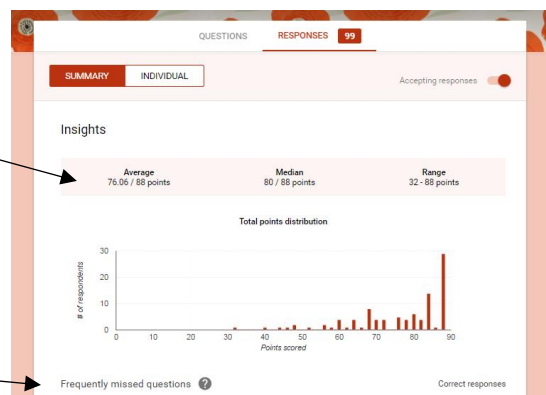 QUESTIONS RESPONSES 99
SUMMARY INDIVIDUAL Accepting responses
Insights
Average Median Range
76.06 / 88 points 80 / 88 points 32 - 88 points
Total points distribution
# of respondents
30
20
10
0
0 10 20 30 40 50 60 70 80 90
Points scored
Frequently missed questions ? Correct responses